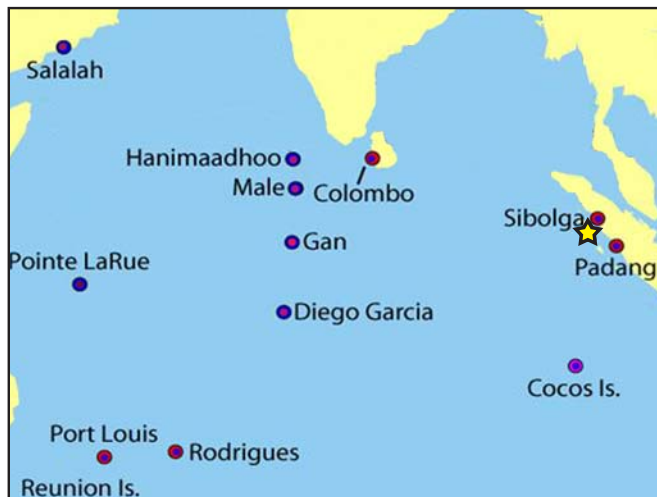 Salalah
Hanimaadhoo
Male
Colombo
Sibolga
Gan
Padang
Pointe LaRue
Diego Garcia
Cocos Is.
Port Louis
Rodrigues
Reunion Is.